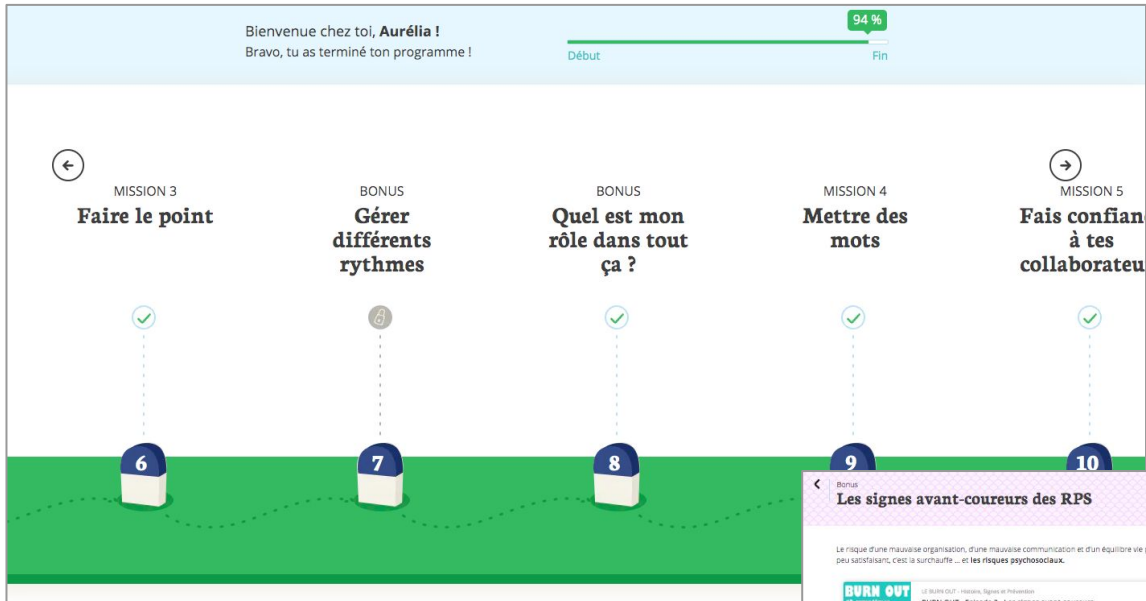 Bienvenue chez toi, Aurélia !
Bravo, tu as terminé ton programme !
94 %
Début
Fin
MISSION 3
Faire le point
BONUS
Gérer
différents
rythmes
BONUS
Quel est mon
rôle dans tout
ça ?
MISSION 4
Mettre des
mots
MISSION 5
Fais confian
à tes
collaborateu
6
7
8
9
10
Bonus
Les signes avant-coureurs des RPS
Le risque d'une mauvaise organisation, d'une mauvaise communication et d'un équilibre vie
peu satisfaisant, c'est la surchauffe ... et les risques psychosociaux.
BURN OUT
LE BURN OUT - Histoire, Signes et Prévention